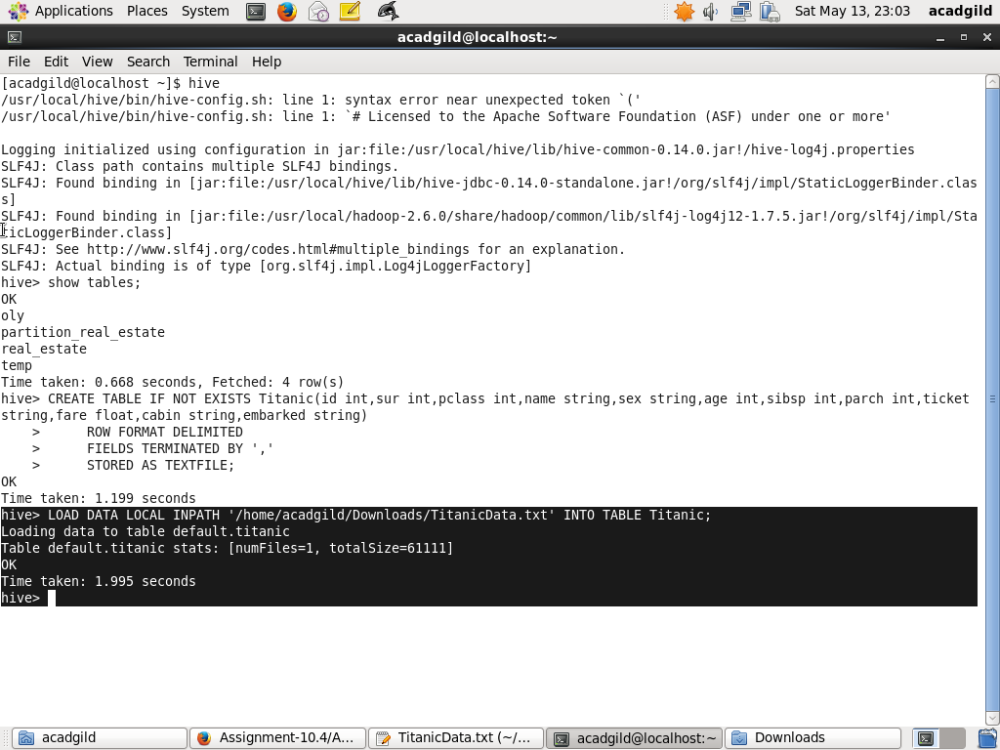 Applications Places System Sat May 13, 23:03 acadgild
acadgild@localhost:~
File Edit View Search Terminal Help
[acadgild@localhost ~]$ hive
/usr/local/hive/bin/hive-config.sh: line 1: syntax error near unexpected token `('
/usr/local/hive/bin/hive-config.sh: line 1: `# Licensed to the Apache Software Foundation (ASF) under one or more'
Logging initialized using configuration in jar:file:/usr/local/hive/lib/hive-common-0.14.0.jar!/hive-log4j.properties
SLF4J: Class path contains multiple SLF4J bindings.
SLF4J: Found binding in [jar:file:/usr/local/hive/lib/hive-jdbc-0.14.0-standalone.jar!/org/slf4j/impl/StaticLoggerBinder.clas
s]
SLF4J: Found binding in [jar:file:/usr/local/hadoop-2.6.0/share/hadoop/common/lib/slf4j-log4j12-1.7.5.jar!/org/slf4j/impl/Sta
ticLoggerBinder.class]
SLF4J: See http://www.slf4j.org/codes.html#multiple_bindings for an explanation.
SLF4J: Actual binding is of type [org.slf4j.impl.Log4jLoggerFactory]
hive> show tables;
OK
oly
partition_real_estate
real_estate
temp
Time taken: 0.668 seconds, Fetched: 4 row(s)
hive> CREATE TABLE IF NOT EXISTS Titanic(id int,sur int,pclass int,name string,sex string,age int,sibsp int,parch int,ticket
string,fare float,cabin string,embarked string)
> ROW FORMAT DELIMITED
> FIELDS TERMINATED BY ','
> STORED AS TEXTFILE;
OK
Time taken: 1.199 seconds
hive> LOAD DATA LOCAL INPATH '/home/acadgild/Downloads/TitanicData.txt' INTO TABLE Titanic;
Loading data to table default.titanic
Table default.titanic stats: [numFiles=1, totalSize=61111]
OK
Time taken: 1.995 seconds
hive>
acadgild Assignment-10.4/A... TitanicData.txt (~/... acadgild@localhost:~ Downloads